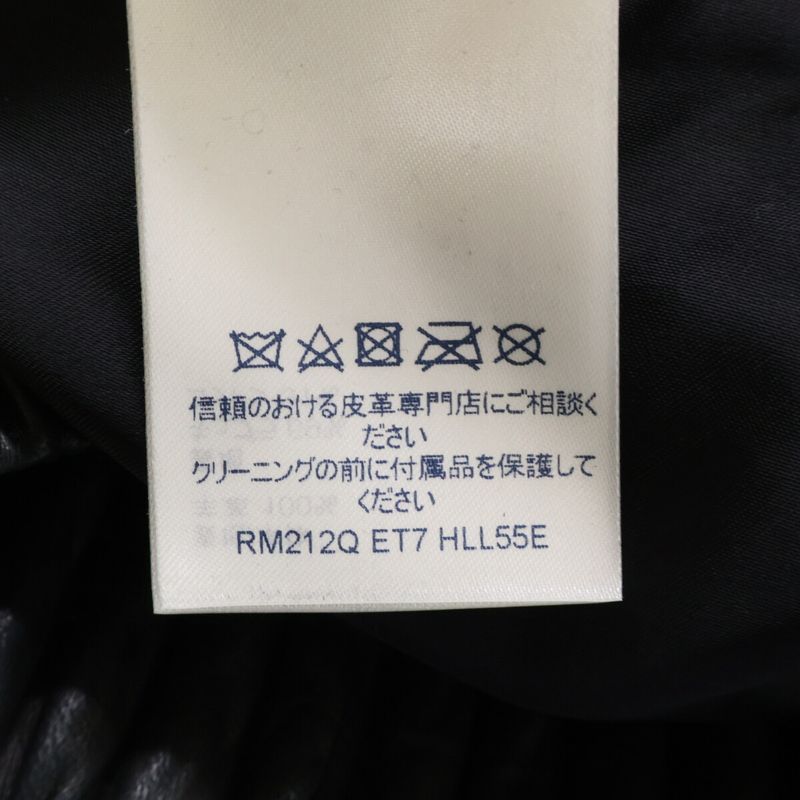 信頼のおける皮革専門店にご相談く
ださい
クリーニングの前に付属品を保護して
ください
RM212Q ET7 HLL55E